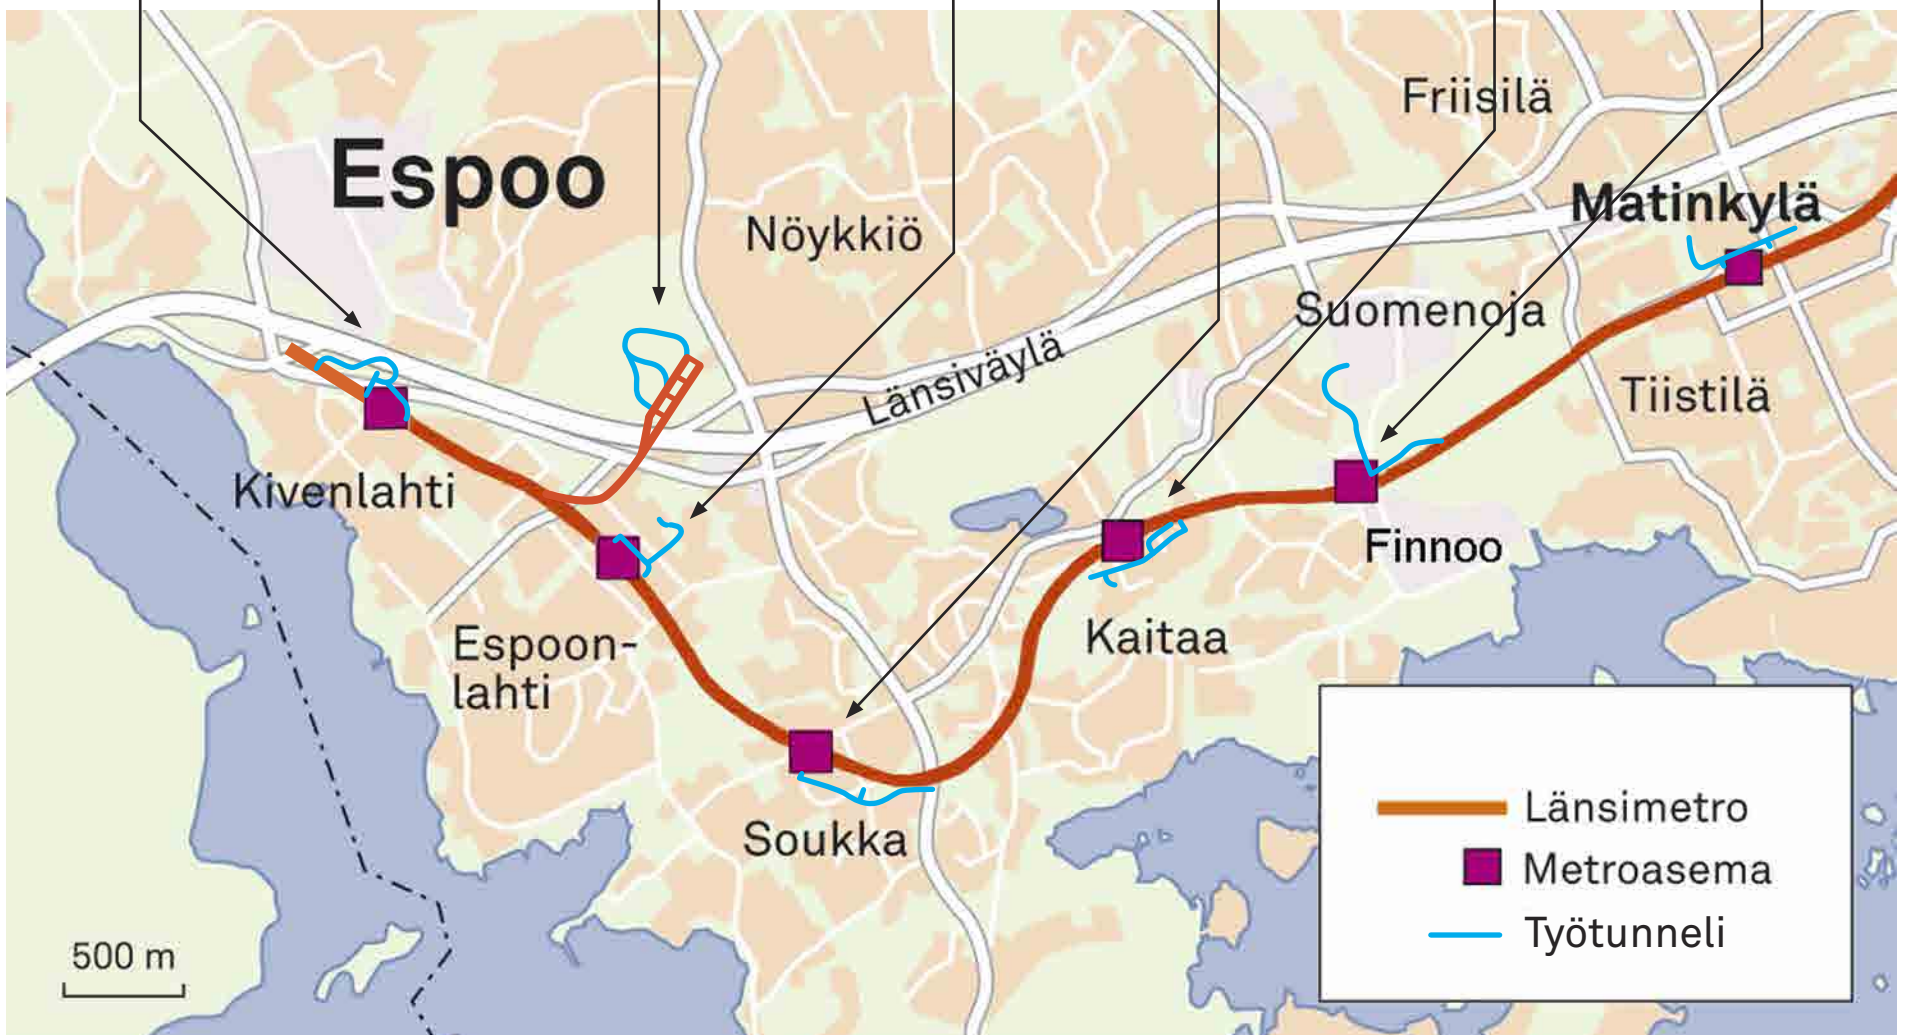 Friisilä
Espoo
Matinkylä
Nöykkiö
Suomenoja
Länsiväylä
Tiistilä
Kivenlahti
Finnoo
Espoon-
lahti
Kaitaa
Soukka
Länsimetro
Metroasema
Työtunneli
500 m